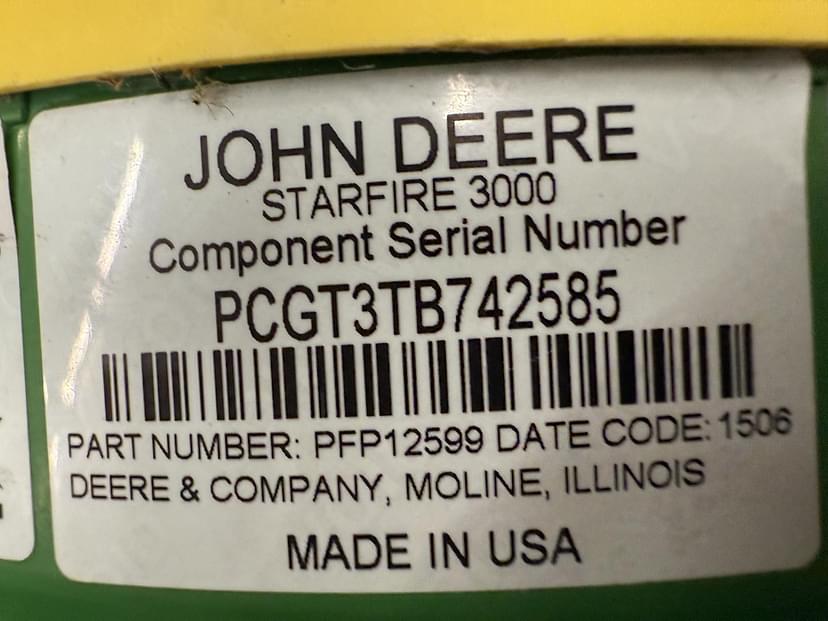 JOHN DEERE
STARFIRE 3000
Component Serial Number
PCGT3TB742585
PART NUMBER: PFP12599 DATE CODE: 1506
DEERE & COMPANY, MOLINE, ILLINOIS
MADE IN USA